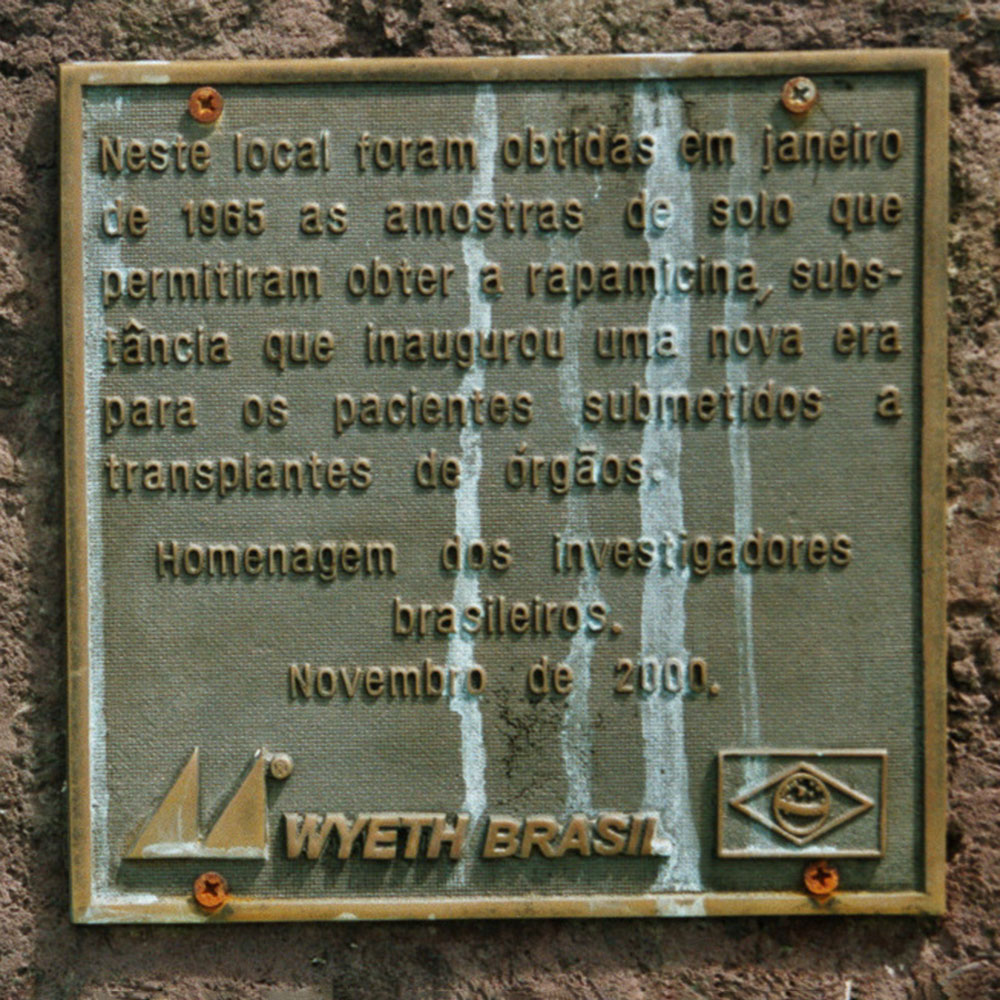 Neste local foram obtidas em janeiro
de 1965 as amostras de solo que
permitiram obter a rapamicina, subs-
tância que inaugurou uma nova era
para os pacientes submetidos a
transplantes de órgãos.
Homenagem dos investigadores
brasileiros.
Novembro de 2000.
WYETH BRASIL